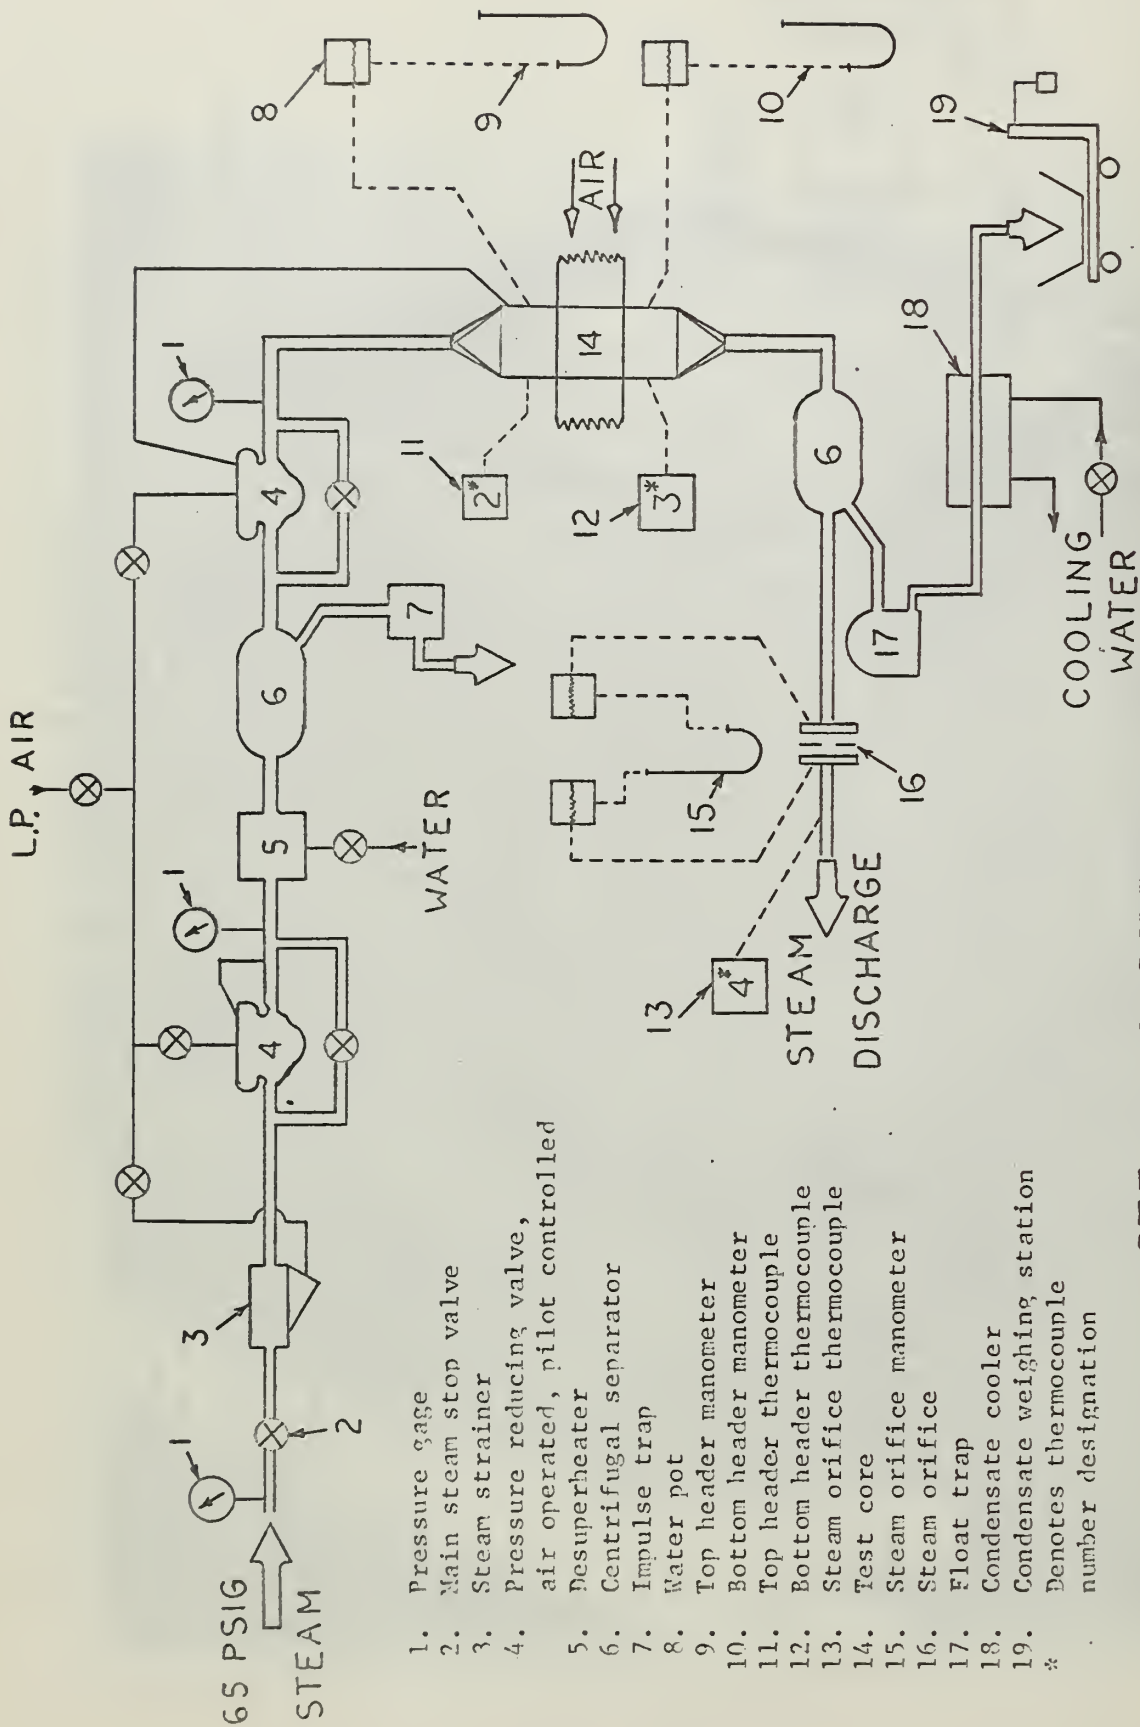 65 PSIG
STEAM
1
2
3
L.P. AIR
4
1
5
WATER
6
7
4
1
8
9
AIR
14
10
11
2*
12
3*
6
13
4*
15
16
STEAM
DISCHARGE
17
18
19
COOLING
WATER
1. Pressure gage
2. Main steam stop valve
3. Steam strainer
4. Pressure reducing valve,
air operated, pilot controlled
5. Desuperheater
6. Centrifugal separator
7. Impulse trap
8. Water pot
9. Top header manometer
10. Bottom header manometer
11. Top header thermocouple
12. Bottom header thermocouple
13. Steam orifice thermocouple
14. Test core
15. Steam orifice manometer
16. Steam orifice
17. Float trap
18. Condensate cooler
19. Condensate weighing station
* Denotes thermocouple
number designation